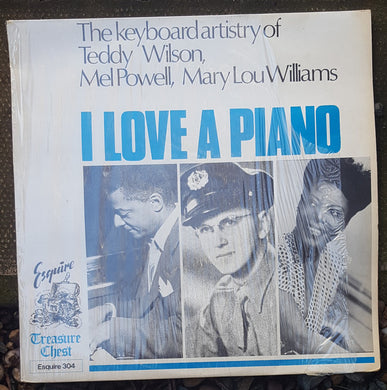 The keyboard artistry of
Teddy Wilson,
Mel Powell, Mary Lou Williams
I LOVE A PIANO
Esquire
Treasure
Chest
Esquire 304